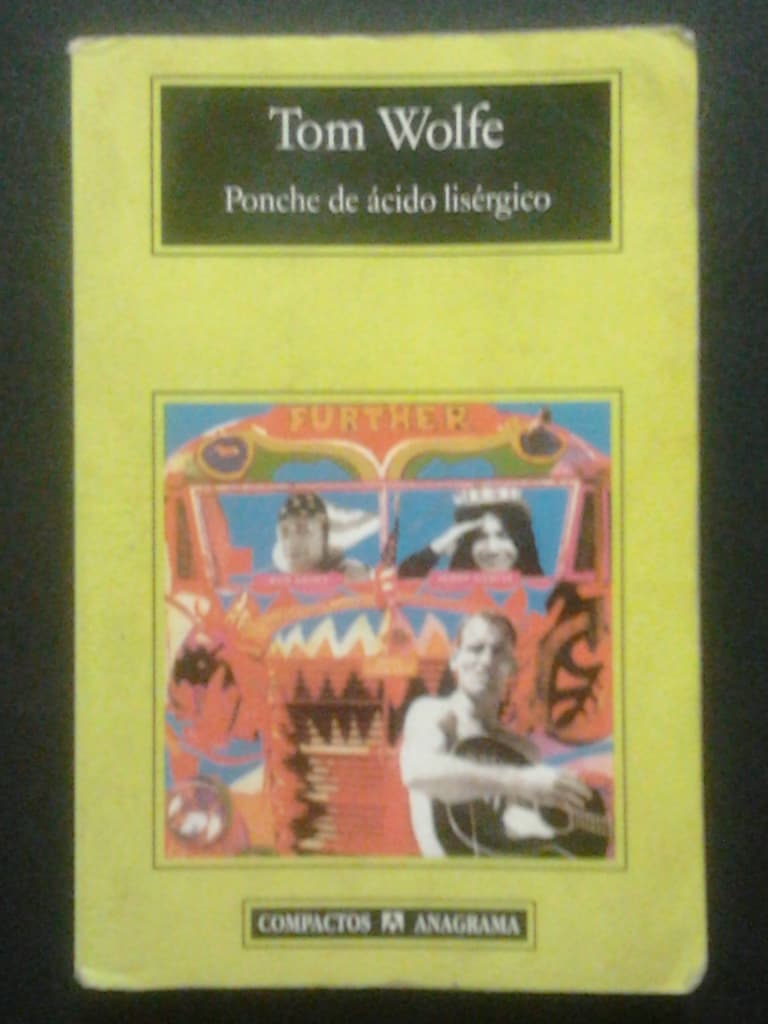 Tom Wolfe
Ponche de ácido lisérgico
FURTHER
COMPACTOS ANAGRAMA